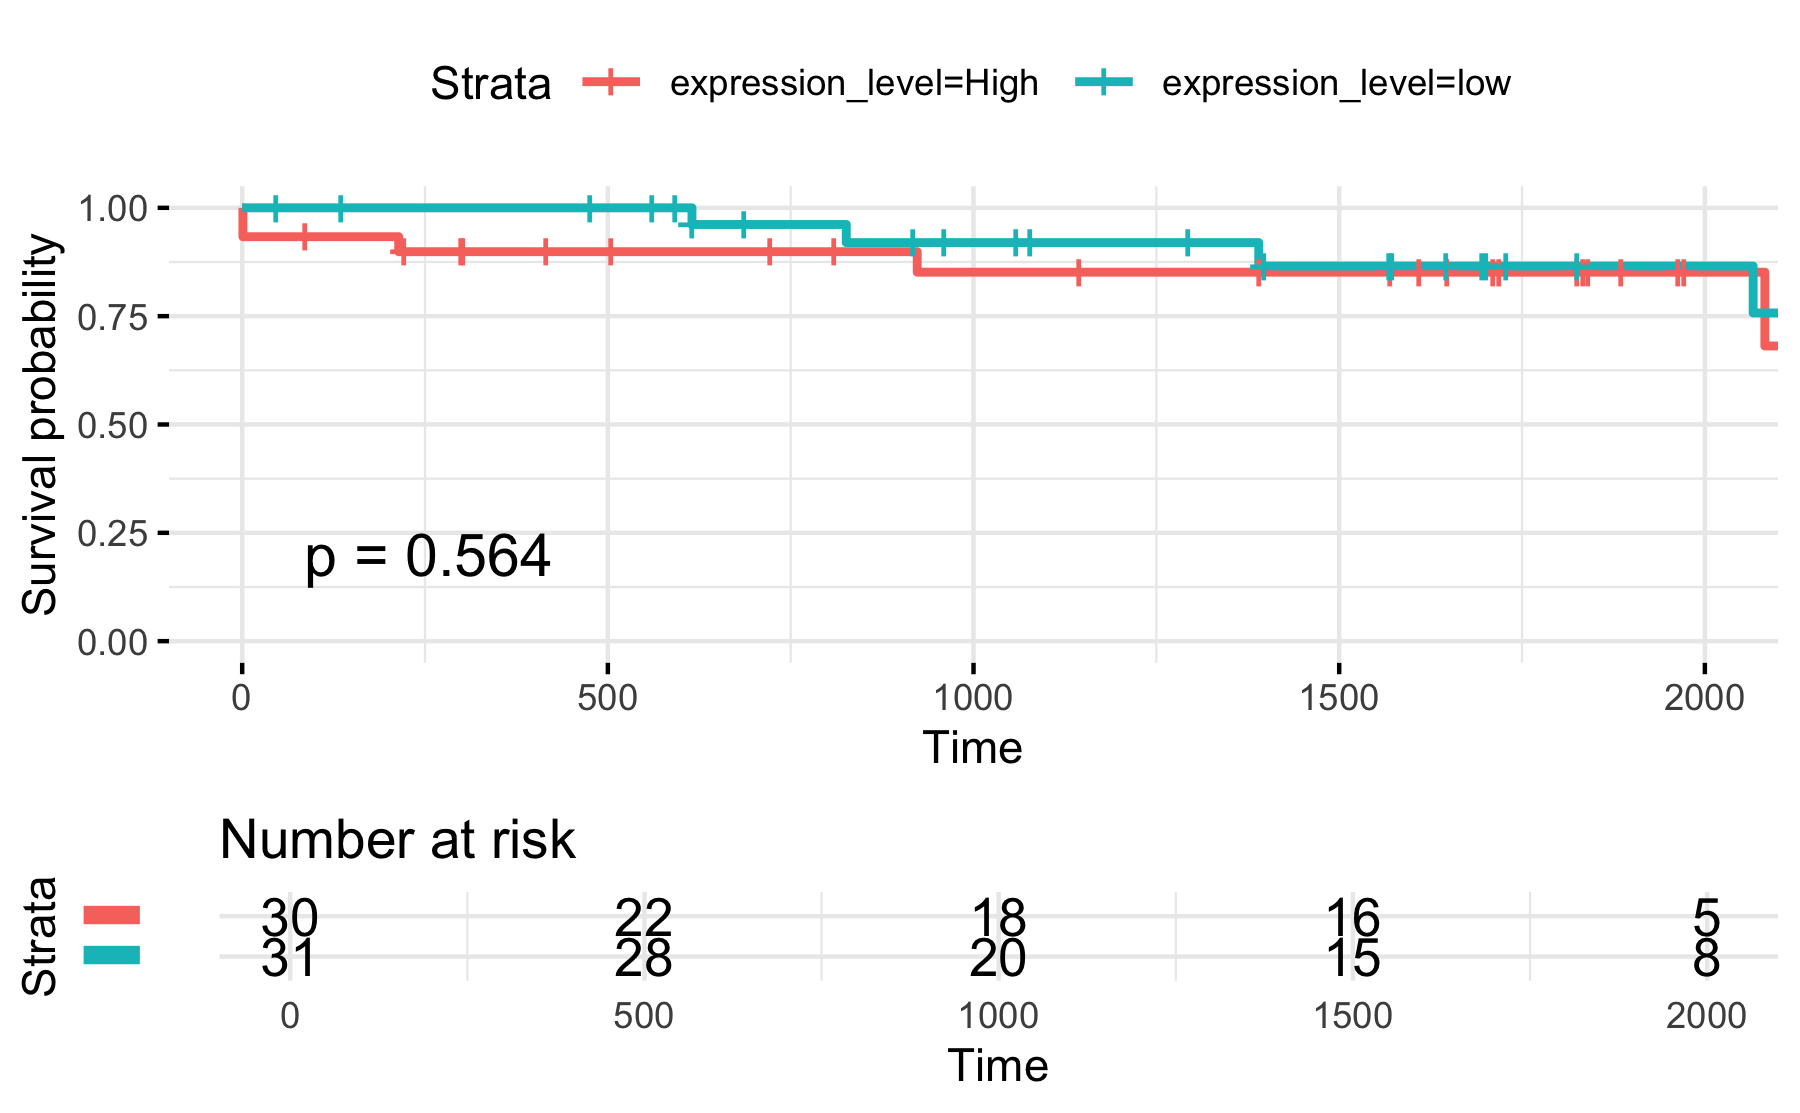 Strata expression_level=High expression_level=low
Survival probability
1.00
0.75
0.50
0.25
0.00
p = 0.564
0 500 1000 1500 2000
Time
Number at risk
Strata
30 22 18 16 5
31 28 20 15 8
0 500 1000 1500 2000
Time